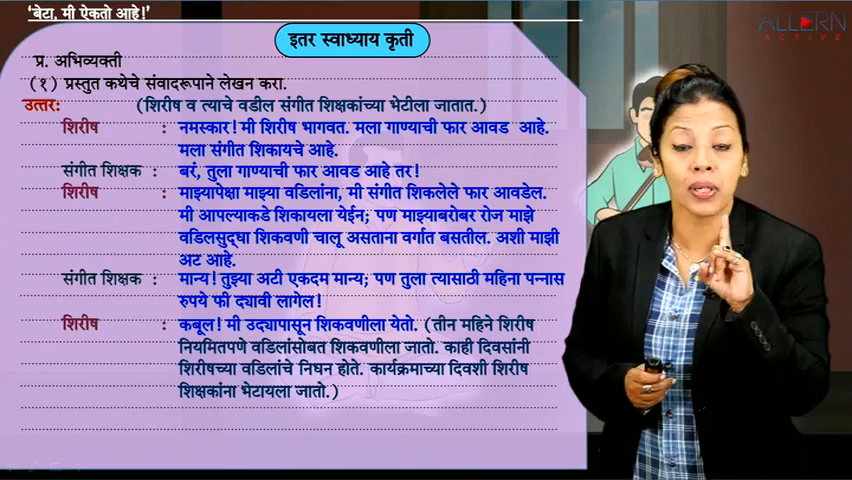 ‘बेटा, मी ऐकतो आहे!’
ALLERN
ACTIVE
इतर स्वाध्याय कृती
प्र. अभिव्यक्ती
(१) प्रस्तुत कथेचे संवादरूपाने लेखन करा.
उत्तर: (शिरीष व त्याचे वडील संगीत शिक्षकांच्या भेटीला जातात.)
शिरीष : नमस्कार! मी शिरीष भागवत. मला गाण्याची फार आवड आहे.
मला संगीत शिकायचे आहे.
संगीत शिक्षक : बरं, तुला गाण्याची फार आवड आहे तर!
शिरीष : माझ्यापेक्षा माझ्या वडिलांना, मी संगीत शिकलेले फार आवडेल.
मी आपल्याकडे शिकायला येईन; पण माझ्याबरोबर रोज माझे
वडिलसुद्धा शिकवणी चालू असताना वर्गात बसतील. अशी माझी
अट आहे.
संगीत शिक्षक : मान्य! तुझ्या अटी एकदम मान्य; पण तुला त्यासाठी महिना पन्नास
रुपये फी द्यावी लागेल!
शिरीष : कबूल! मी उद्यापासून शिकवणीला येतो. (तीन महिने शिरीष
नियमितपणे वडिलांसोबत शिकवणीला जातो. काही दिवसांनी
शिरीषच्या वडिलांचे निधन होते. कार्यक्रमाच्या दिवशी शिरीष
शिक्षकांना भेटायला जातो.)